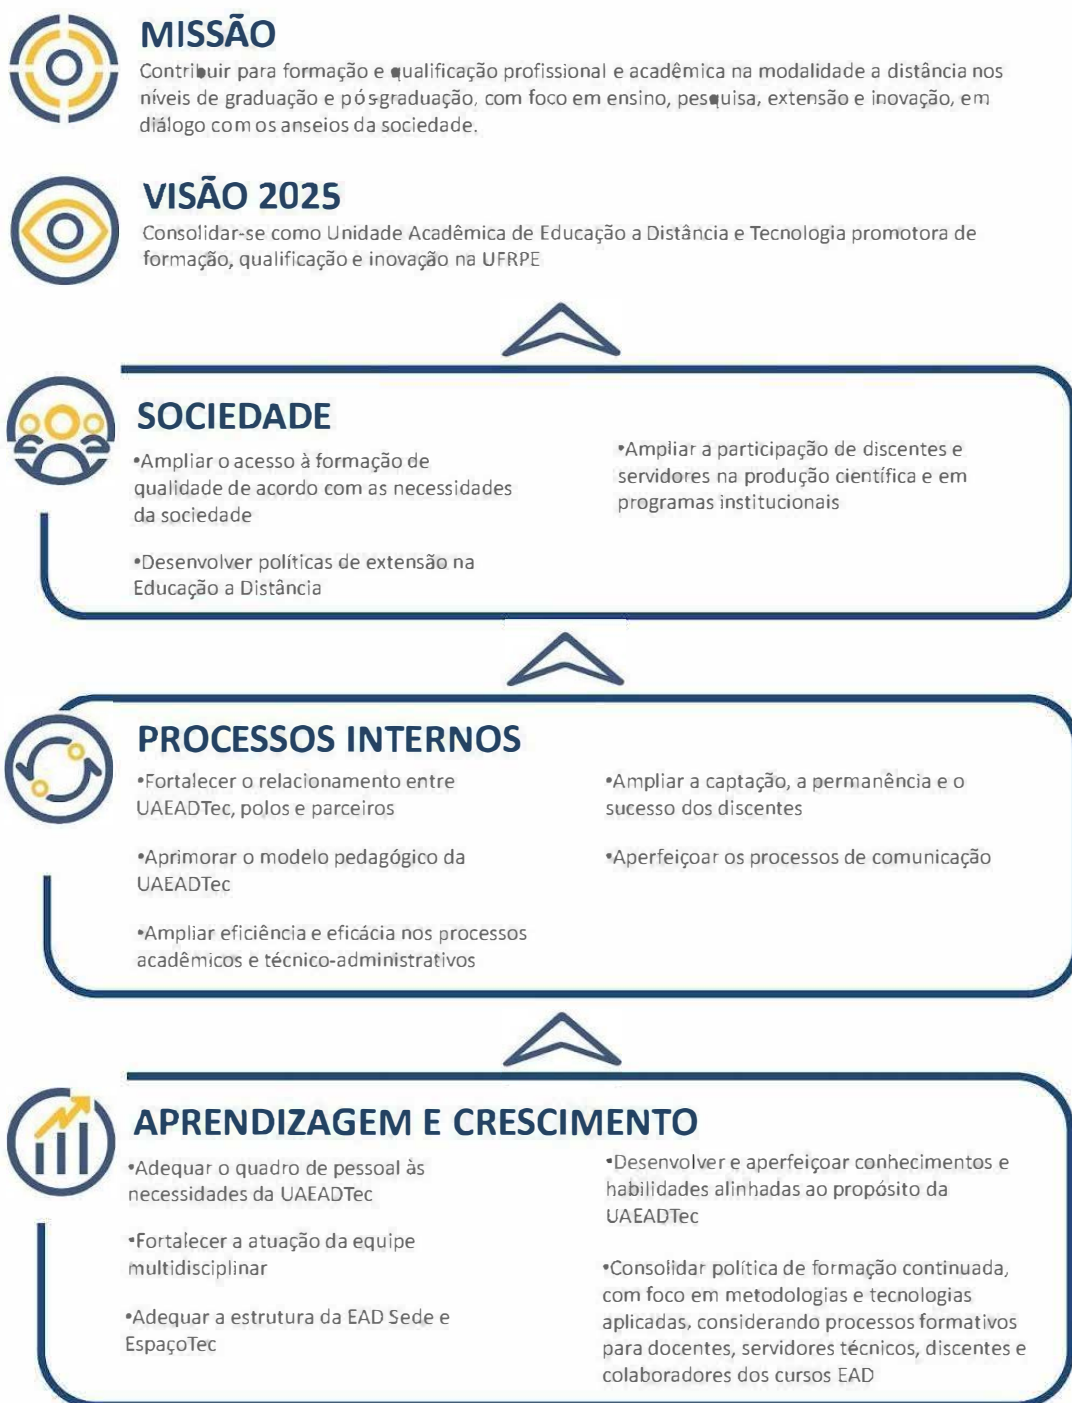 MISSÃO
Contribuir para formação e qualificação profissional e acadêmica na modalidade a distância nos
níveis de graduação e pós-graduação, com foco em ensino, pesquisa, extensão e inovação, em
diálogo com os anseios da sociedade.
VISÃO 2025
Consolidar-se como Unidade Acadêmica de Educação a Distância e Tecnologia promotora de
formação, qualificação e inovação na UFRPE
SOCIEDADE
•Ampliar o acesso à formação de
qualidade de acordo com as necessidades
da sociedade
•Desenvolver políticas de extensão na
Educação a Distância
•Ampliar a participação de discentes e
servidores na produção científica e em
programas institucionais
PROCESSOS INTERNOS
•Fortalecer o relacionamento entre
UAEADTec, polos e parceiros
•Aprimorar o modelo pedagógico da
UAEADTec
•Ampliar eficiência e eficácia nos processos
acadêmicos e técnico-administrativos
•Ampliar a captação, a permanência e o
sucesso dos discentes
•Aperfeiçoar os processos de comunicação
APRENDIZAGEM E CRESCIMENTO
•Adequar o quadro de pessoal às
necessidades da UAEADTec
•Fortalecer a atuação da equipe
multidisciplinar
•Adequar a estrutura da EAD Sede e
EspaçoTec
•Desenvolver e aperfeiçoar conhecimentos e
habilidades alinhadas ao propósito da
UAEADTec
•Consolidar política de formação continuada,
com foco em metodologias e tecnologias
aplicadas, considerando processos formativos
para docentes, servidores técnicos, discentes e
colaboradores dos cursos EAD